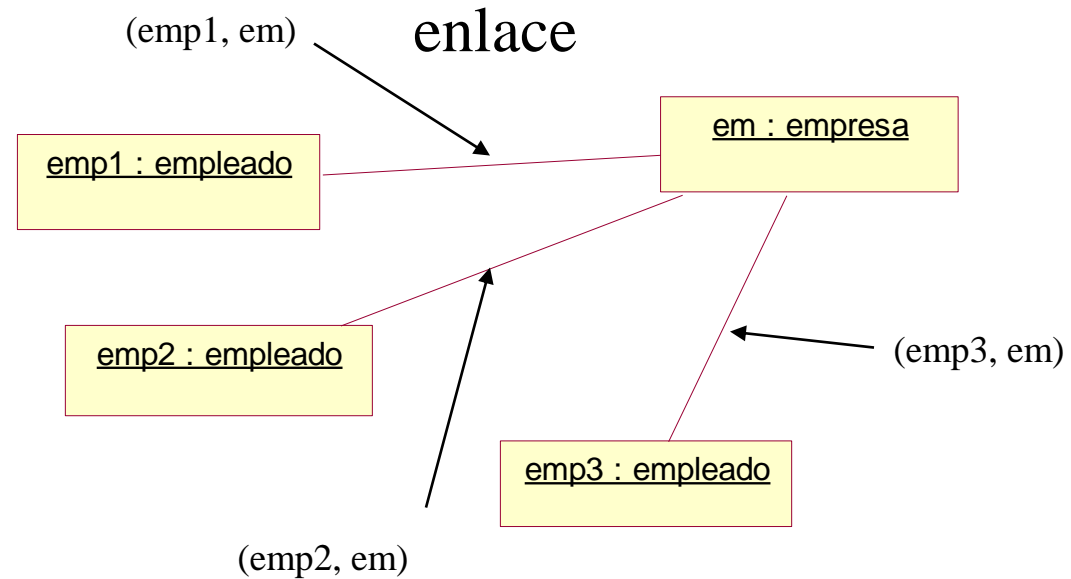 (emp1, em)
enlace
em : empresa
emp1 : empleado
emp2 : empleado
(emp3, em)
emp3 : empleado
(emp2, em)